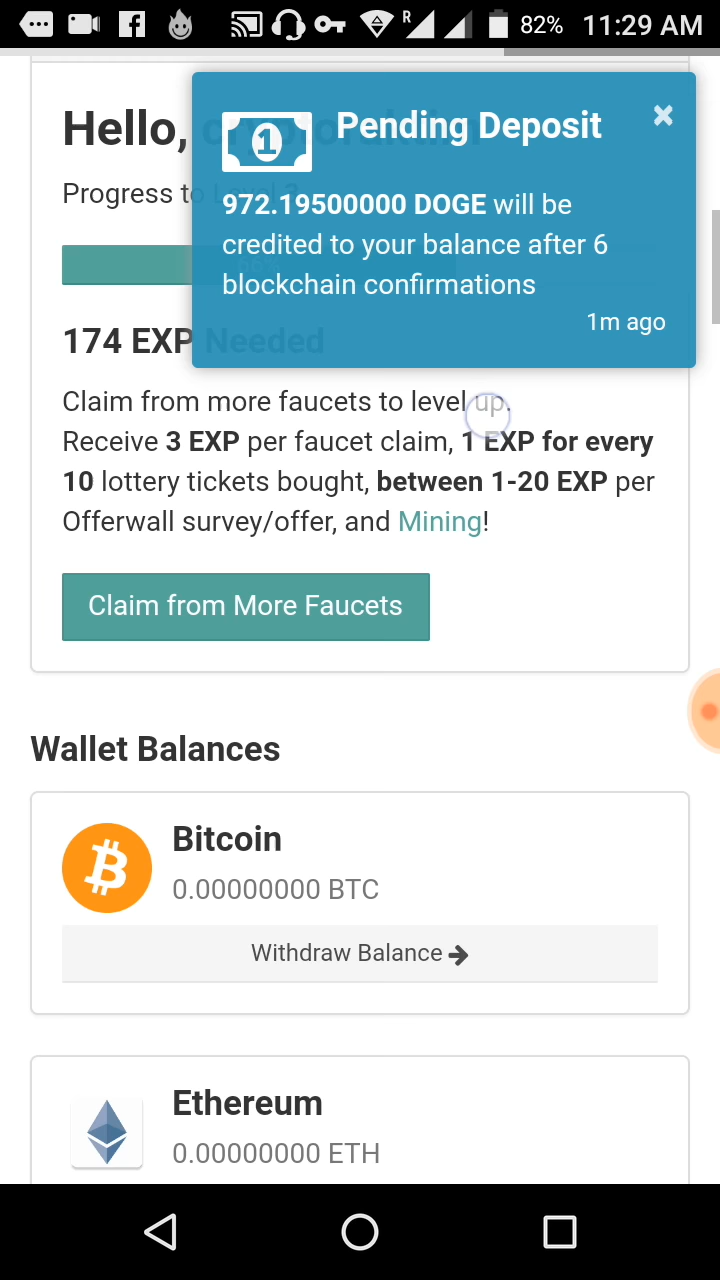 R 82% 11:29 AM
Hello,
Pending Deposit
×
Progress to Level
972.19500000 DOGE will be
credited to your balance after 6
blockchain confirmations
1m ago
174 EXP Needed
Claim from more faucets to level up.
Receive 3 EXP per faucet claim, 1 EXP for every
10 lottery tickets bought, between 1-20 EXP per
Offerwall survey/offer, and Mining!
Claim from More Faucets
Wallet Balances
Bitcoin
0.00000000 BTC
Withdraw Balance
Ethereum
0.00000000 ETH